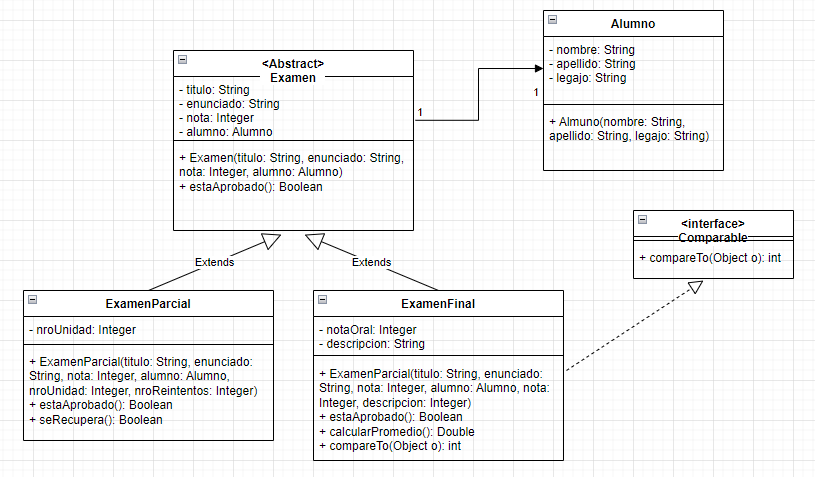 <Abstract>
Examen
- titulo: String
- enunciado: String
- nota: Integer
- alumno: Alumno
+ Examen(titulo: String, enunciado: String,
nota: Integer, alumno: Alumno)
+ estaAprobado(): Boolean
1
1
Alumno
- nombre: String
- apellido: String
- legajo: String
+ Almuno(nombre: String,
apellido: String, legajo: String)
<interface>
Comparable
+ compareTo(Object o): int
Extends
Extends
ExamenParcial
- nroUnidad: Integer
+ ExamenParcial(titulo: String, enunciado:
String, nota: Integer, alumno: Alumno,
nroUnidad: Integer, nroReintentos: Integer)
+ estaAprobado(): Boolean
+ seRecupera(): Boolean
ExamenFinal
- notaOral: Integer
- descripcion: String
+ ExamenParcial(titulo: String, enunciado:
String, nota: Integer, alumno: Alumno, nota:
Integer, descripcion: Integer)
+ estaAprobado(): Boolean
+ calcularPromedio(): Double
+ compareTo(Object o): int